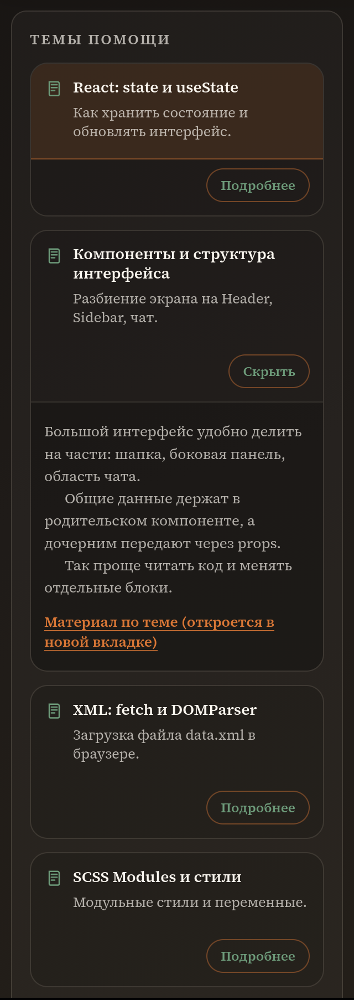 ТЕМЫ ПОМОЩИ
React: state и useState
Как хранить состояние и
обновлять интерфейс.
Подробнее
Компоненты и структура
интерфейса
Разбиение экрана на Header,
Sidebar, чат.
Скрыть
Большой интерфейс удобно делить
на части: шапка, боковая панель,
область чата.
Общие данные держат в
родительском компоненте, а
дочерним передают через props.
Так проще читать код и менять
отдельные блоки.
Материал по теме (откроется в
новой вкладке)
XML: fetch и DOMParser
Загрузка файла data.xml в
браузере.
Подробнее
SCSS Modules и стили
Модульные стили и переменные.
Подробнее